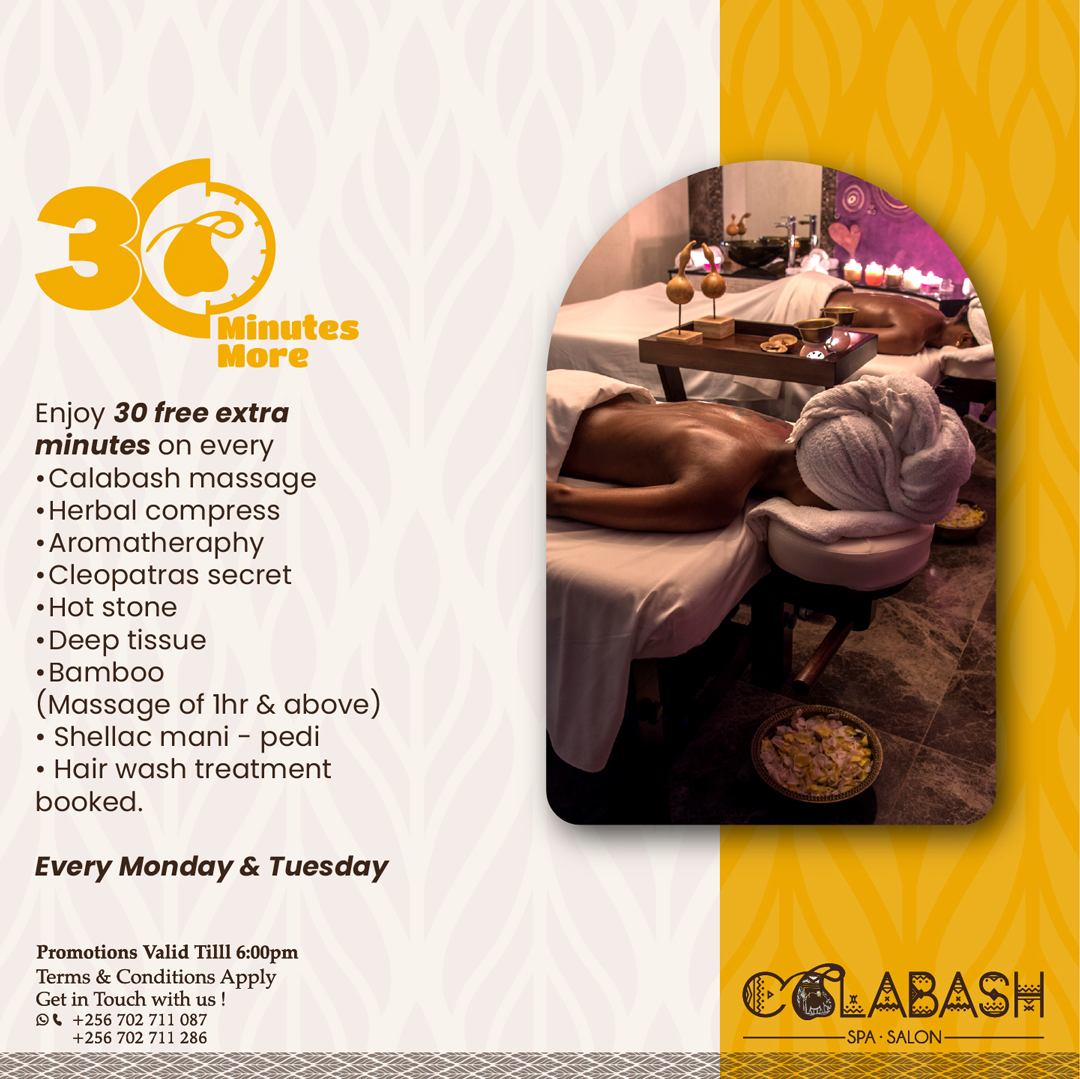 30
Minutes
More
Enjoy 30 free extra
minutes on every
•Calabash massage
•Herbal compress
•Aromatheraphy
•Cleopatras secret
•Hot stone
•Deep tissue
•Bamboo
(Massage of 1hr & above)
• Shellac mani - pedi
• Hair wash treatment
booked.
Every Monday & Tuesday
Promotions Valid Tilll 6:00pm
Terms & Conditions Apply
Get in Touch with us !
+256 702 711 087
+256 702 711 286
CALABASH
SPA · SALON